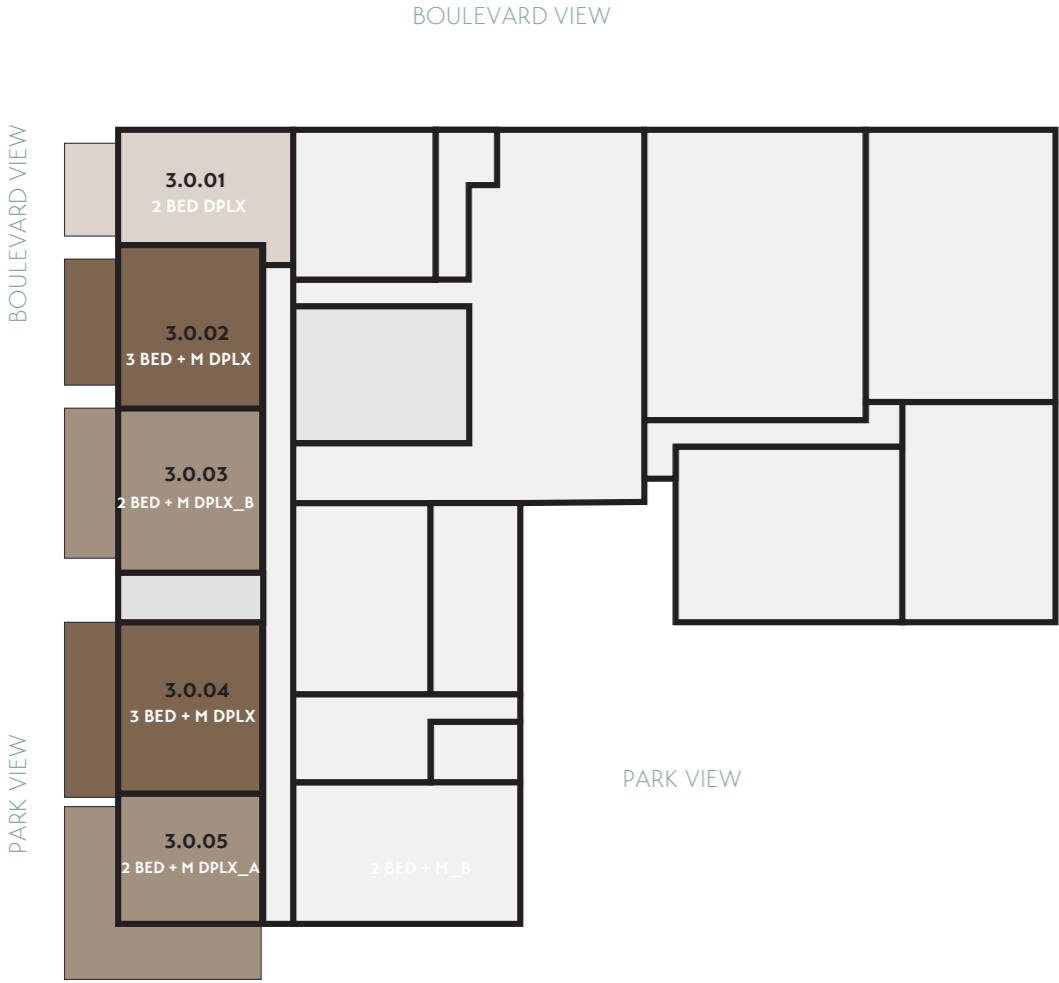 BOULEVARD VIEW
BOULEVARD VIEW
3.0.01
2 BED DPLX
3.0.02
3 BED + M DPLX
3.0.03
2 BED + M DPLX_B
3.0.04
3 BED + M DPLX
PARK VIEW
PARK VIEW
3.0.05
2 BED + M DPLX_A
2 BED + M_B